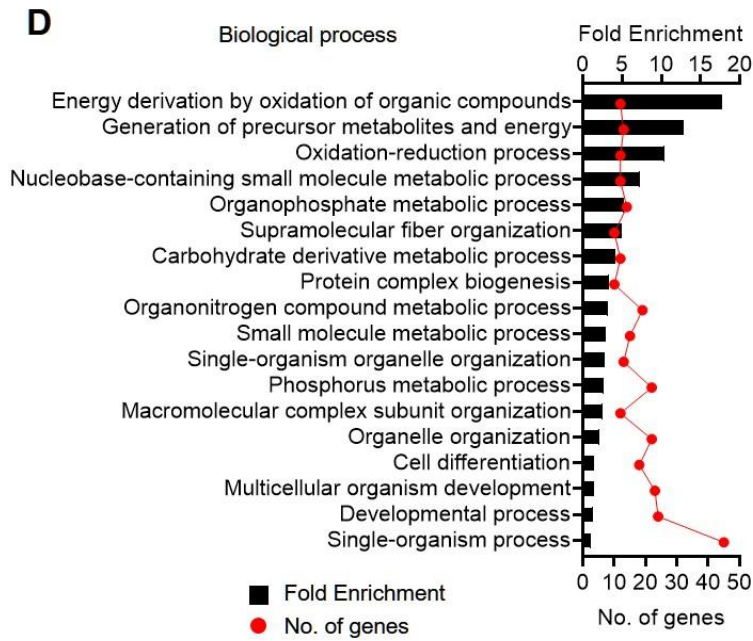 D
Biological process
Fold Enrichment
0 5 10 15 20
Energy derivation by oxidation of organic compounds
Generation of precursor metabolites and energy
Oxidation-reduction process
Nucleobase-containing small molecule metabolic process
Organophosphate metabolic process
Supramolecular fiber organization
Carbohydrate derivative metabolic process
Protein complex biogenesis
Organonitrogen compound metabolic process
Small molecule metabolic process
Single-organism organelle organization
Phosphorus metabolic process
Macromolecular complex subunit organization
Organelle organization
Cell differentiation
Multicellular organism development
Developmental process
Single-organism process
0 10 20 30 40 50
No. of genes
Fold Enrichment
No. of genes